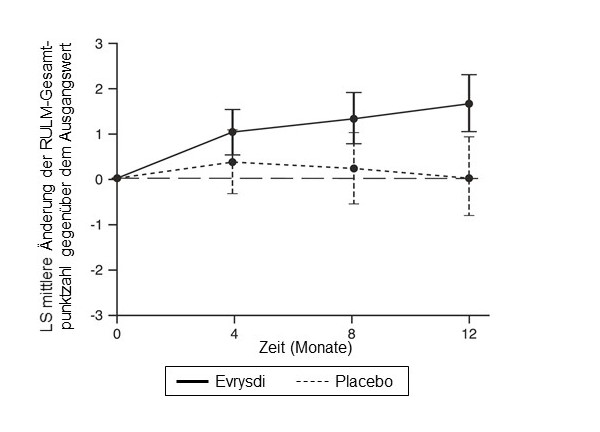 LS mittlere Änderung der RULM-Gesamt-
punktzahl gegenüber dem Ausgangswert
3
2
1
0
-1
-2
-3
0 4 8 12
Zeit (Monate)
Evrysdi Placebo